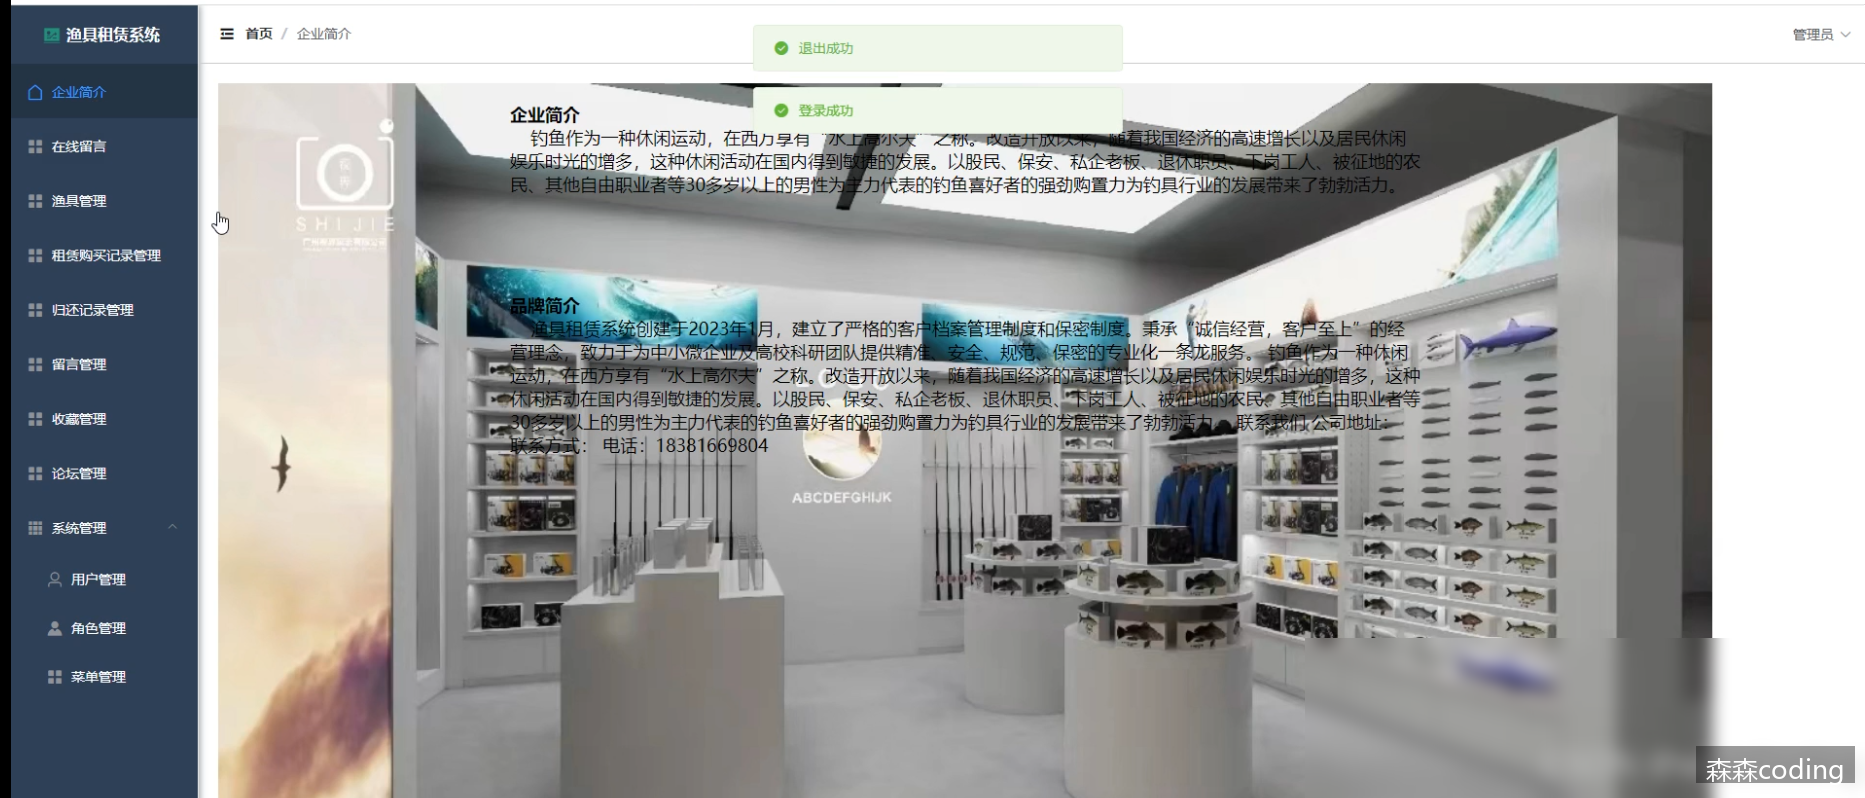 渔具租赁系统
首页 / 企业简介
退出成功
管理员
登录成功
企业简介
在线留言
渔具管理
租赁购买记录管理
归还记录管理
留言管理
收藏管理
论坛管理
系统管理
用户管理
角色管理
菜单管理
SHIJIE
企业简介
钓鱼作为一种休闲运动，在西方享有“水上高尔夫”之称。改造开放以来，随着我国经济的高速增长以及居民休闲
娱乐时光的增多，这种休闲活动在国内得到敏捷的发展。以股民、保安、私企老板、退休职员、下岗工人、被征地的农
民、其他自由职业者等30多岁以上的男性为主力代表的钓鱼喜好者的强劲购置力为钓具行业的发展带来了勃勃活力。
品牌简介
渔具租赁系统创建于2023年1月，建立了严格的客户档案管理制度和保密制度。秉承“诚信经营，客户至上”的经
营理念，致力于为中小微企业及高校科研团队提供精准、安全、规范、保密的专业化一条龙服务。 钓鱼作为一种休闲
运动，在西方享有“水上高尔夫”之称。改造开放以来，随着我国经济的高速增长以及居民休闲娱乐时光的增多，这种
休闲活动在国内得到敏捷的发展。以股民、保安、私企老板、退休职员、下岗工人、被征地的农民、其他自由职业者等
30多岁以上的男性为主力代表的钓鱼喜好者的强劲购置力为钓具行业的发展带来了勃勃活力。 联系我们 公司地址：
联系方式： 电话：18381669804
ABCDEFGHIJK
森森coding